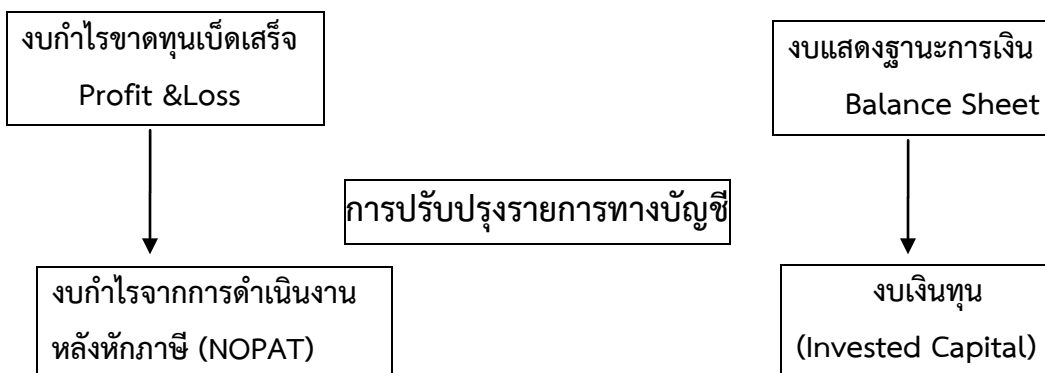 งบกำไรขาดทุนเบ็ดเสร็จ
Profit &Loss
งบแสดงฐานะการเงิน
Balance Sheet
การปรับปรุงรายการทางบัญชี
งบกำไรจากการดำเนินงาน
หลังหักภาษี (NOPAT)
งบเงินทุน
(Invested Capital)